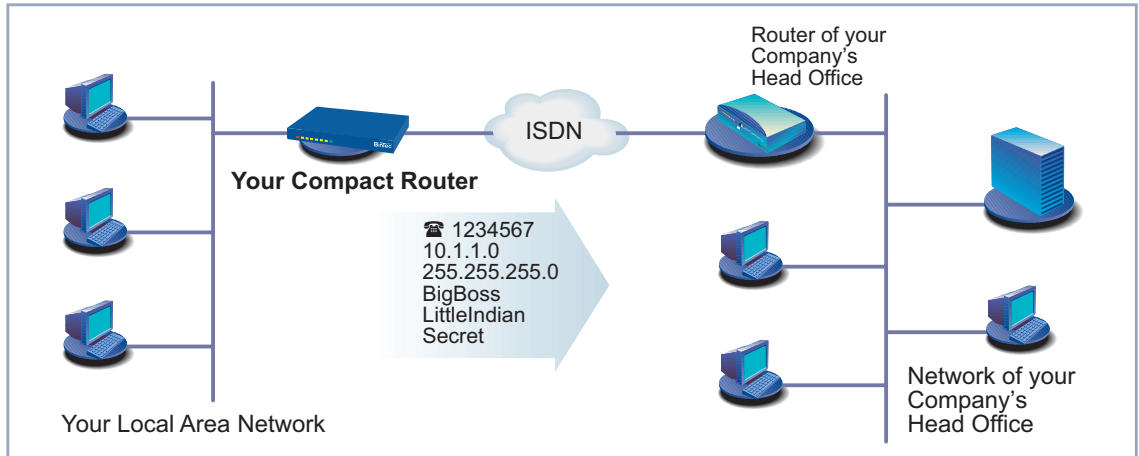 Router of your
Company's
Head Office
BinTec
ISDN
Your Compact Router
☎ 1234567
10.1.1.0
255.255.255.0
BigBoss
LittleIndian
Secret
Your Local Area Network
Network of your
Company's
Head Office